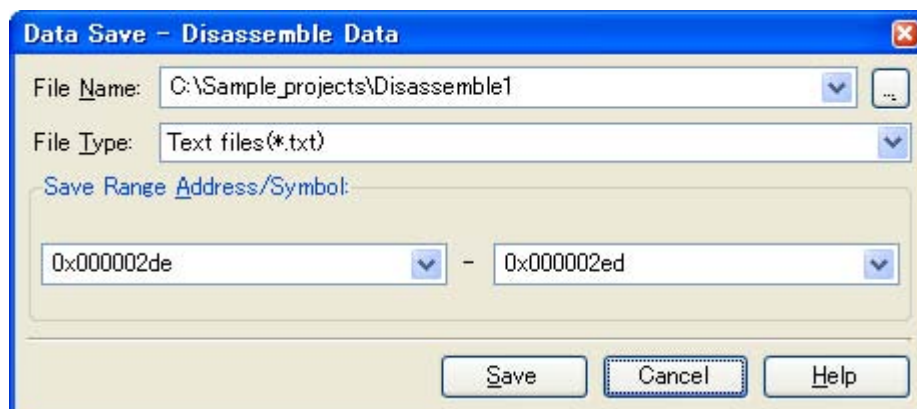 Data Save - Disassemble Data
File Name: C:\Sample_projects\Disassemble1 ...
File Type: Text files(*.txt)
Save Range Address/Symbol:
0x000002de - 0x000002ed
Save Cancel Help